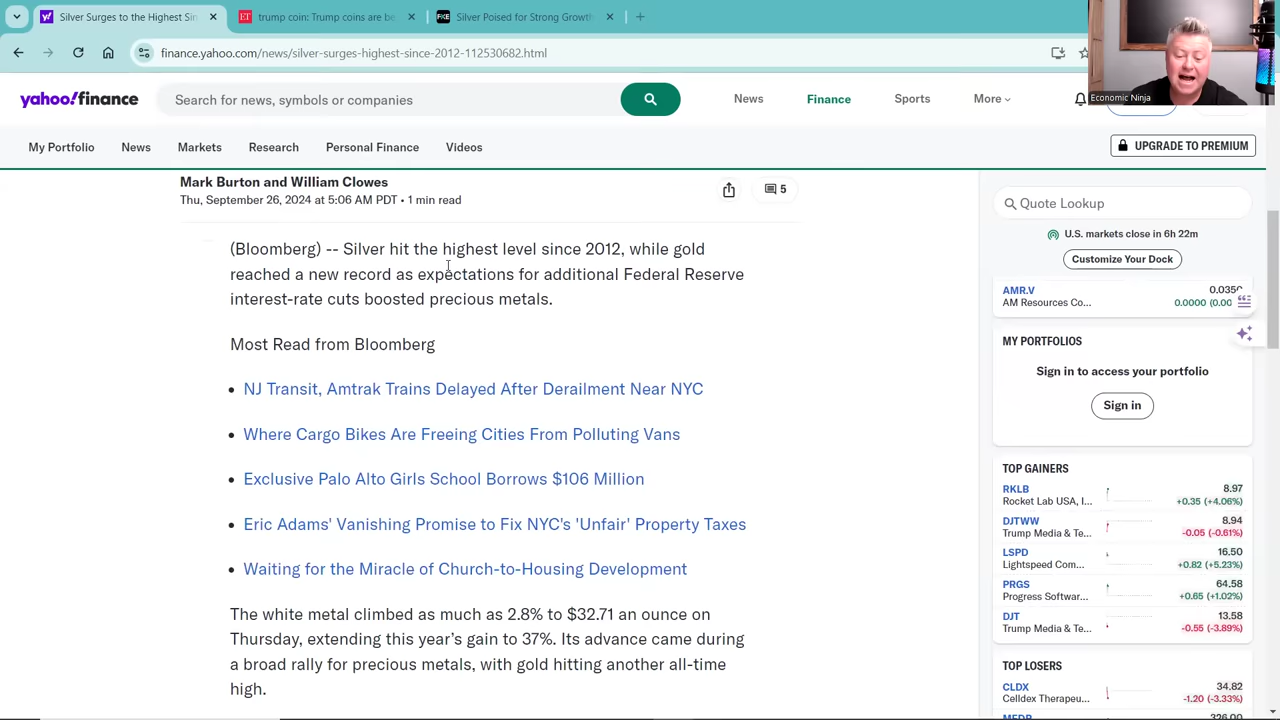 Silver Surges to the Highest Sin
trump coin: Trump coins are be
Silver Poised for Strong Growth
finance.yahoo.com/news/silver-surges-highest-since-2012-112530682.html
Economic Ninja
yahoo!finance
Search for news, symbols or companies
News
Finance
Sports
More
My Portfolio
News
Markets
Research
Personal Finance
Videos
UPGRADE TO PREMIUM
Mark Burton and William Clowes
Thu, September 26, 2024 at 5:06 AM PDT • 1 min read
5
(Bloomberg) -- Silver hit the highest level since 2012, while gold
reached a new record as expectations for additional Federal Reserve
interest-rate cuts boosted precious metals.
Most Read from Bloomberg
NJ Transit, Amtrak Trains Delayed After Derailment Near NYC
Where Cargo Bikes Are Freeing Cities From Polluting Vans
Exclusive Palo Alto Girls School Borrows $106 Million
Eric Adams' Vanishing Promise to Fix NYC's 'Unfair' Property Taxes
Waiting for the Miracle of Church-to-Housing Development
The white metal climbed as much as 2.8% to $32.71 an ounce on
Thursday, extending this year’s gain to 37%. Its advance came during
a broad rally for precious metals, with gold hitting another all-time
high.
Quote Lookup
U.S. markets close in 6h 22m
Customize Your Dock
AMR.V 0.0350
AM Resources Co... 0.0000 (0.00
MY PORTFOLIOS
Sign in to access your portfolio
Sign in
TOP GAINERS
RKLB 8.97
Rocket Lab USA, I... +0.35 (+4.06%)
DJTWW 8.94
Trump Media & Te... -0.05 (-0.61%)
LSPD 16.50
Lightspeed Com... +0.82 (+5.23%)
PRGS 64.58
Progress Softwar... +0.65 (+1.02%)
DJT 13.58
Trump Media & Te... -0.55 (-3.89%)
TOP LOSERS
CLDX 34.82
Celldex Therapeu... -1.20 (-3.33%)